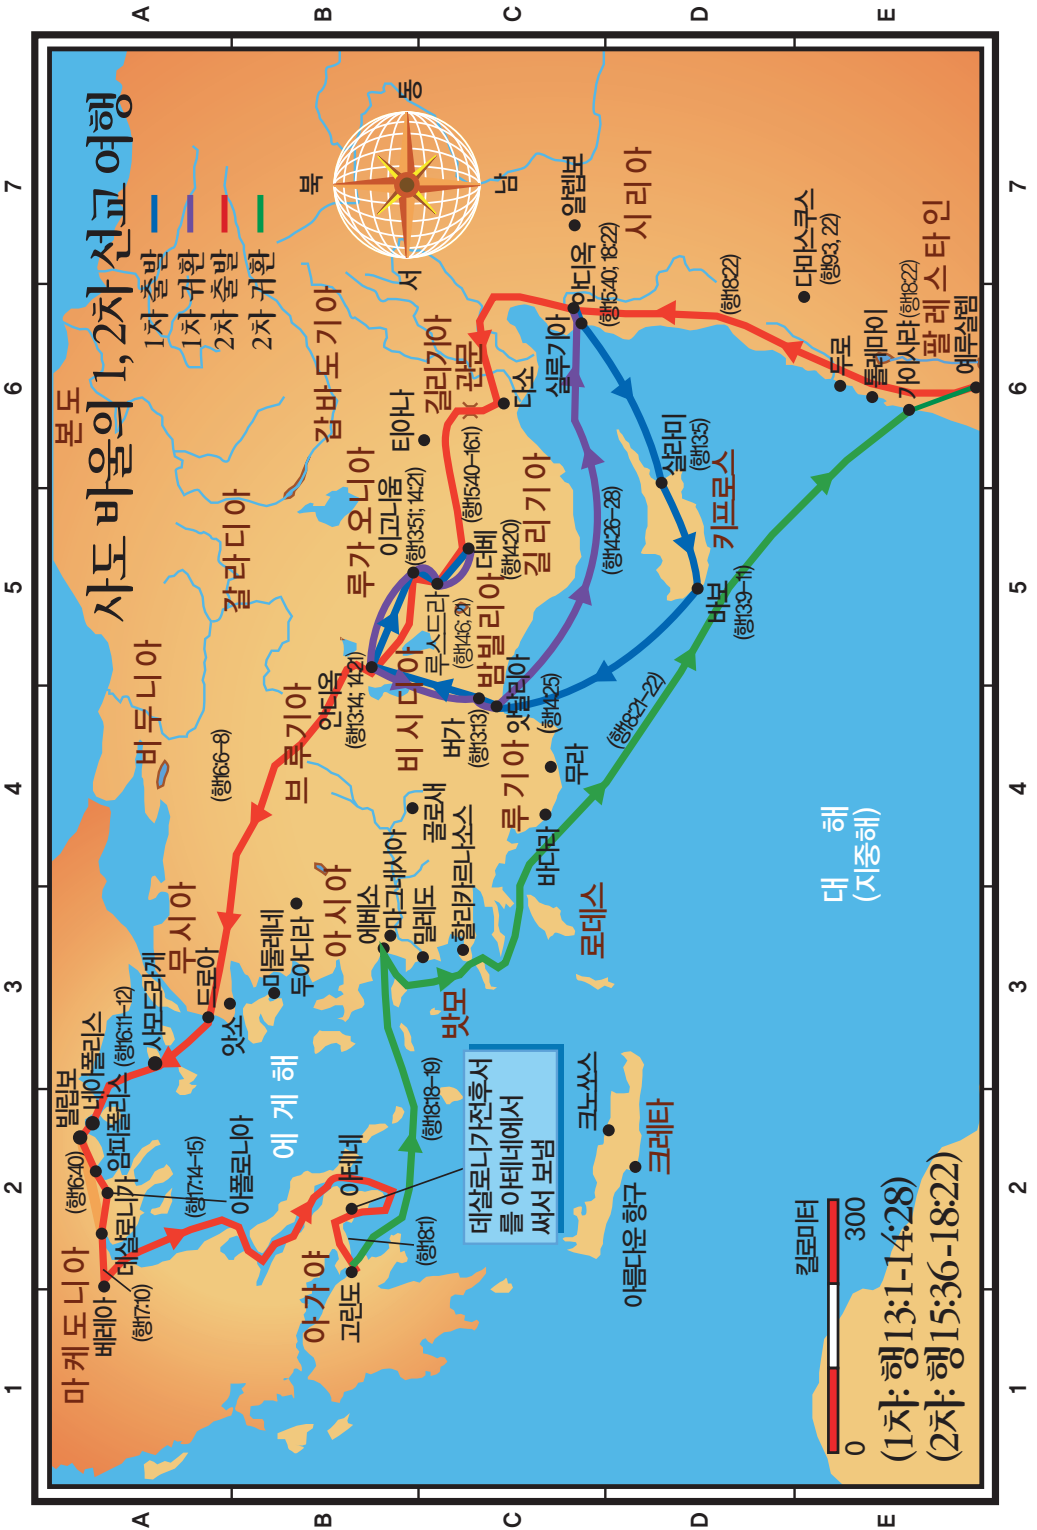 사도 바울의 1, 2차 선교 여행
1차 출발
1차 귀환
2차 출발
2차 귀환
북
동
서
남
본도
비두니아
갈라디아
갑바도기아
루가오니아
길리기아
관문
티아나
다소
이고니움
(행13:51; 14:21)
(행15:40–16:1)
더베
(행14:20)
길리기아
루스드라
(행14:6, 21)
밤빌리아
안디옥
(행13:14; 14:21)
비시디아
브루기아
(행16:6–8)
버가
(행13:13)
앗달리아
(행14:25)
(행14:26–28)
루기아
무라
바다라
골로새
아시아
무시아
에베소
마그네시아
밀레도
할리카르나소스
두아디라
미둘레네
드로아
앗소
사모드라게
(행16:11–12)
네아폴리스
빌립보
(행16:40)
암피폴리스
아폴로니아
데살로니가
마케도니아
베레아
(행17:10)
(행17:14–15)
에게해
아테네
아가야
고린도
(행18:1)
(행18:18–19)
데살로니가전후서
를 아테네에서
써서 보냄
밧모
로데스
크노쏘스
크레타
아름다운 항구
알렙보
시리아
안디옥
(행15:40; 18:22)
실루기아
(행18:22)
살라미
(행13:5)
키프로스
바보
(행13:9–11)
(행18:21–22)
다마스쿠스
(행9:3, 22)
두로
톨레마이
가이사랴 (행18:22)
팔레스타인
예루살렘
대해
(지중해)
킬로미터
0
300
(1차: 행13:1-14:28)
(2차: 행15:36-18:22)
A
B
C
D
E
A
B
C
D
E
1
2
3
4
5
6
7
1
2
3
4
5
6
7